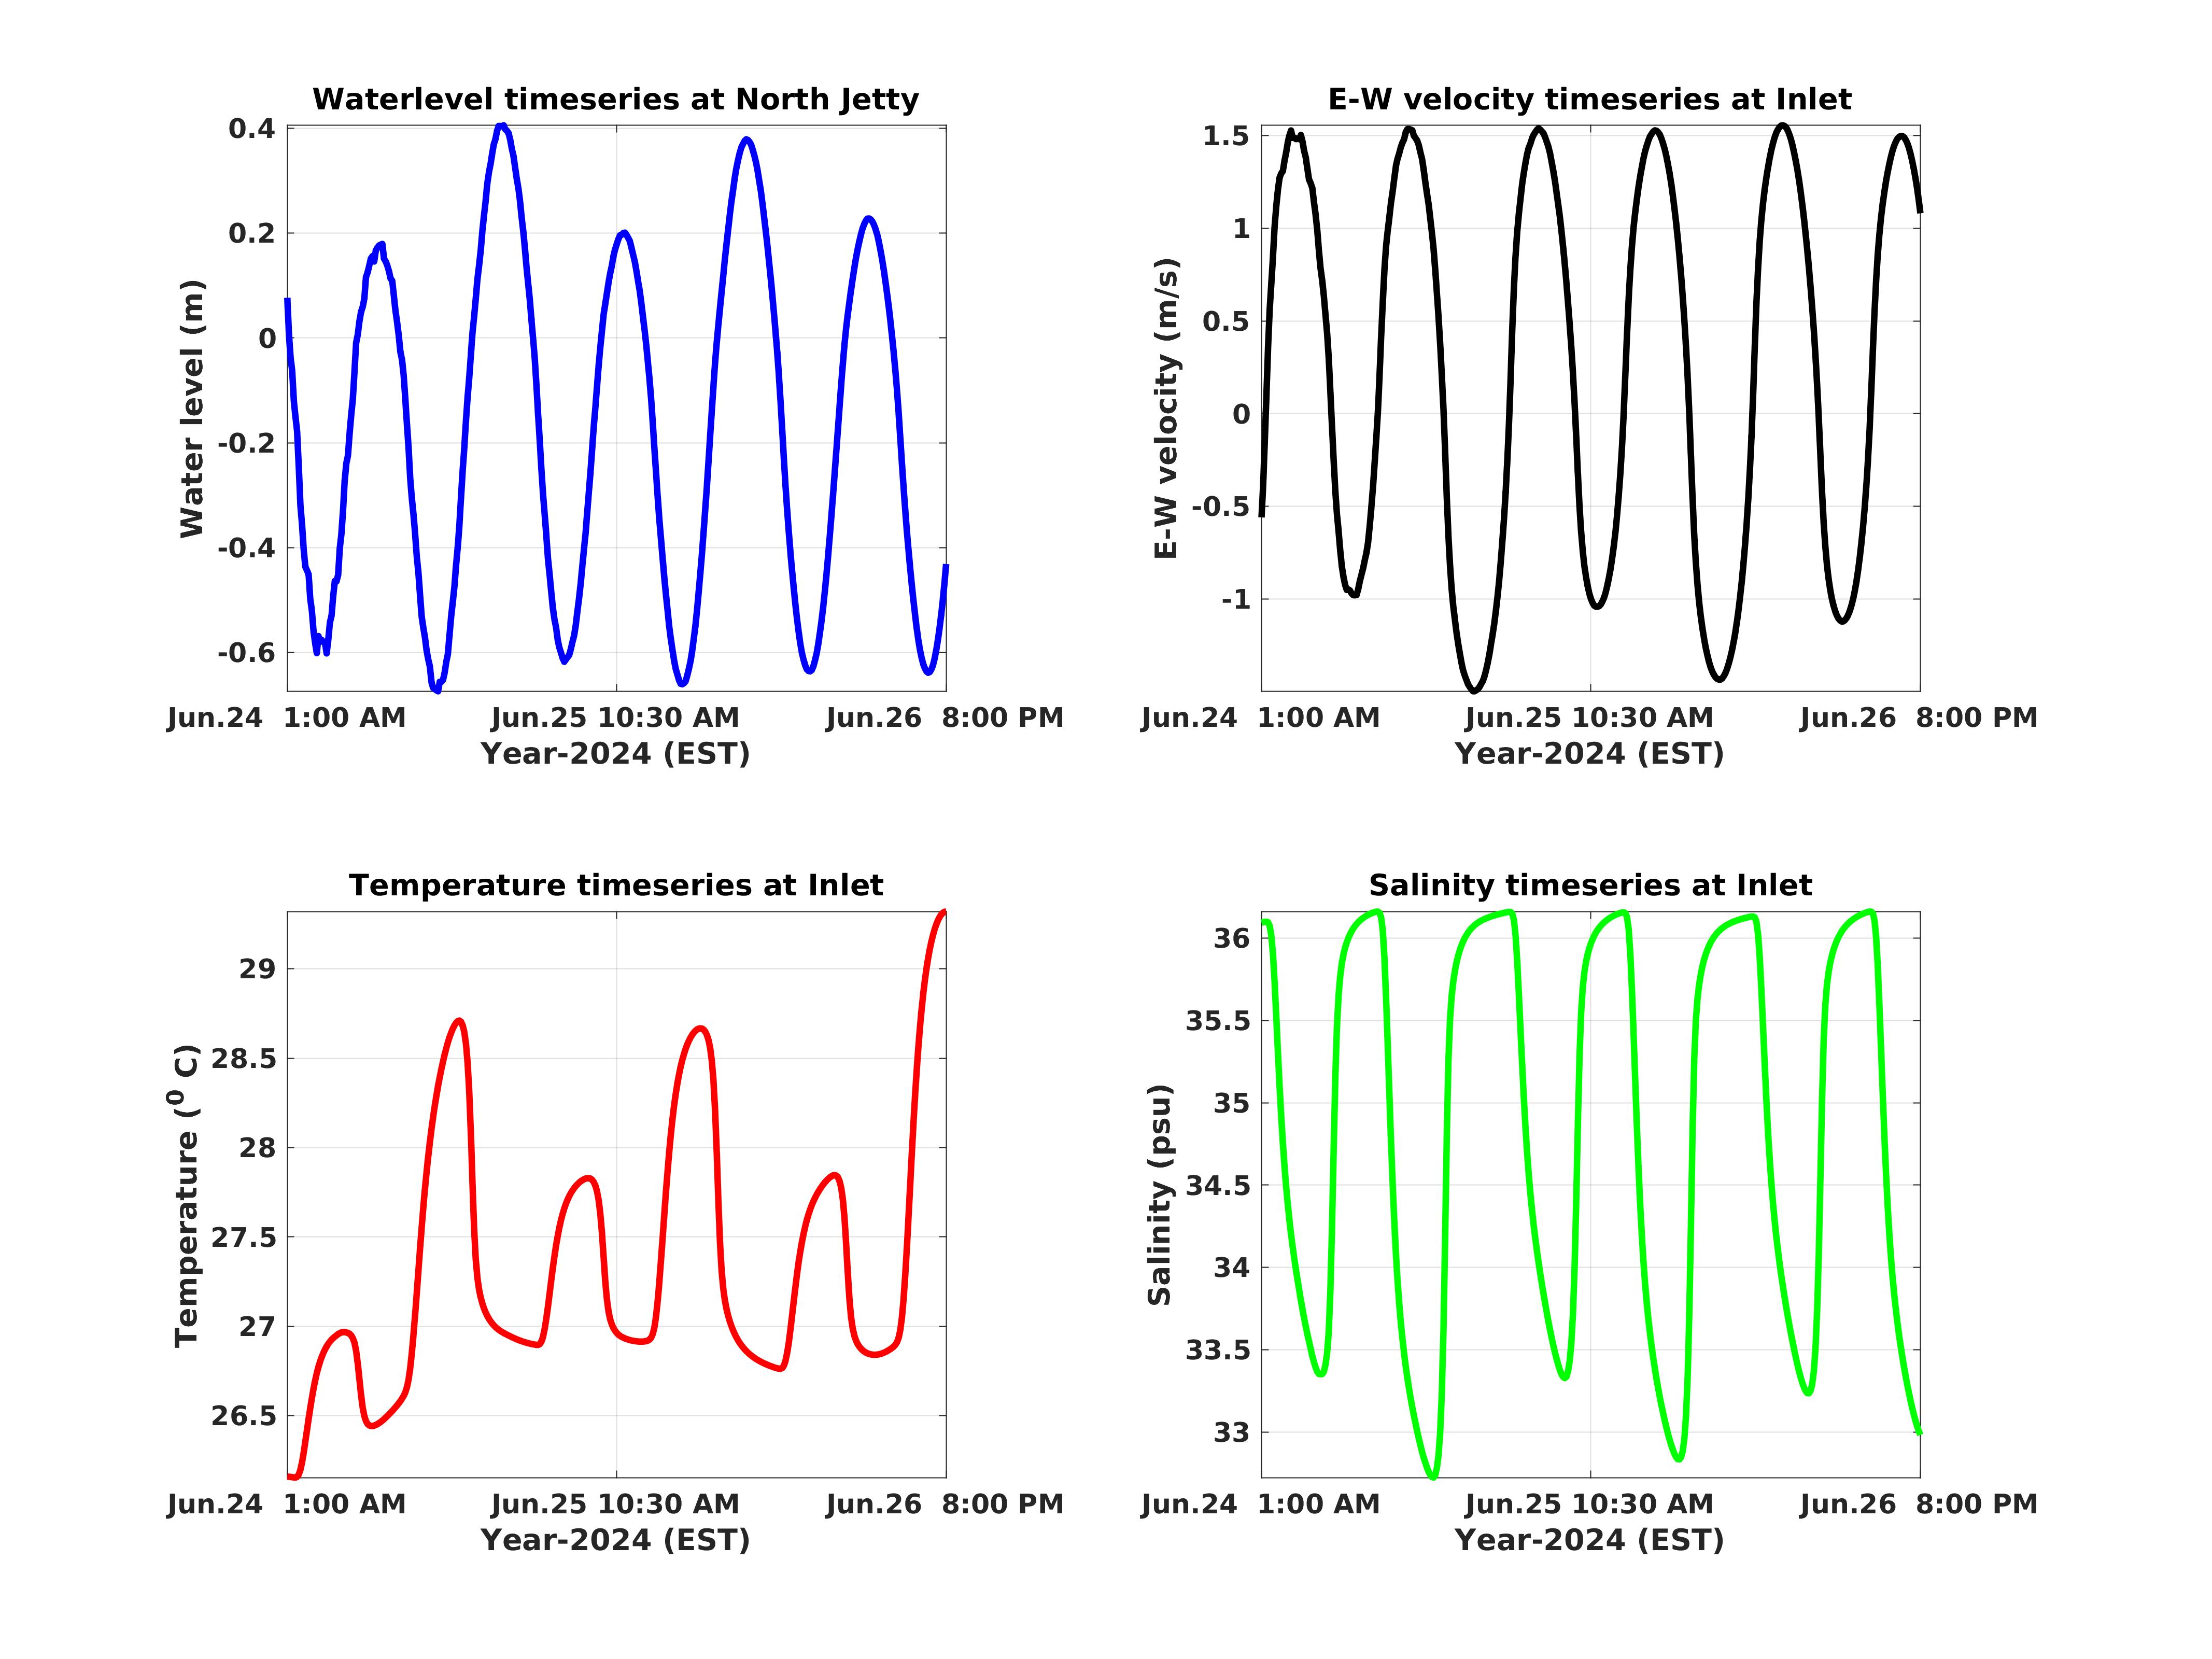 Waterlevel timeseries at North Jetty
0.4
0.2
0
-0.2
-0.4
-0.6
Water level (m)
Jun.24  1:00 AM
Jun.25 10:30 AM
Jun.26  8:00 PM
Year-2024 (EST)
E-W velocity timeseries at Inlet
1.5
1
0.5
0
-0.5
-1
E-W velocity (m/s)
Jun.24  1:00 AM
Jun.25 10:30 AM
Jun.26  8:00 PM
Year-2024 (EST)
Temperature timeseries at Inlet
29
28.5
28
27.5
27
26.5
Temperature (⁰ C)
Jun.24  1:00 AM
Jun.25 10:30 AM
Jun.26  8:00 PM
Year-2024 (EST)
Salinity timeseries at Inlet
36
35.5
35
34.5
34
33.5
33
Salinity (psu)
Jun.24  1:00 AM
Jun.25 10:30 AM
Jun.26  8:00 PM
Year-2024 (EST)